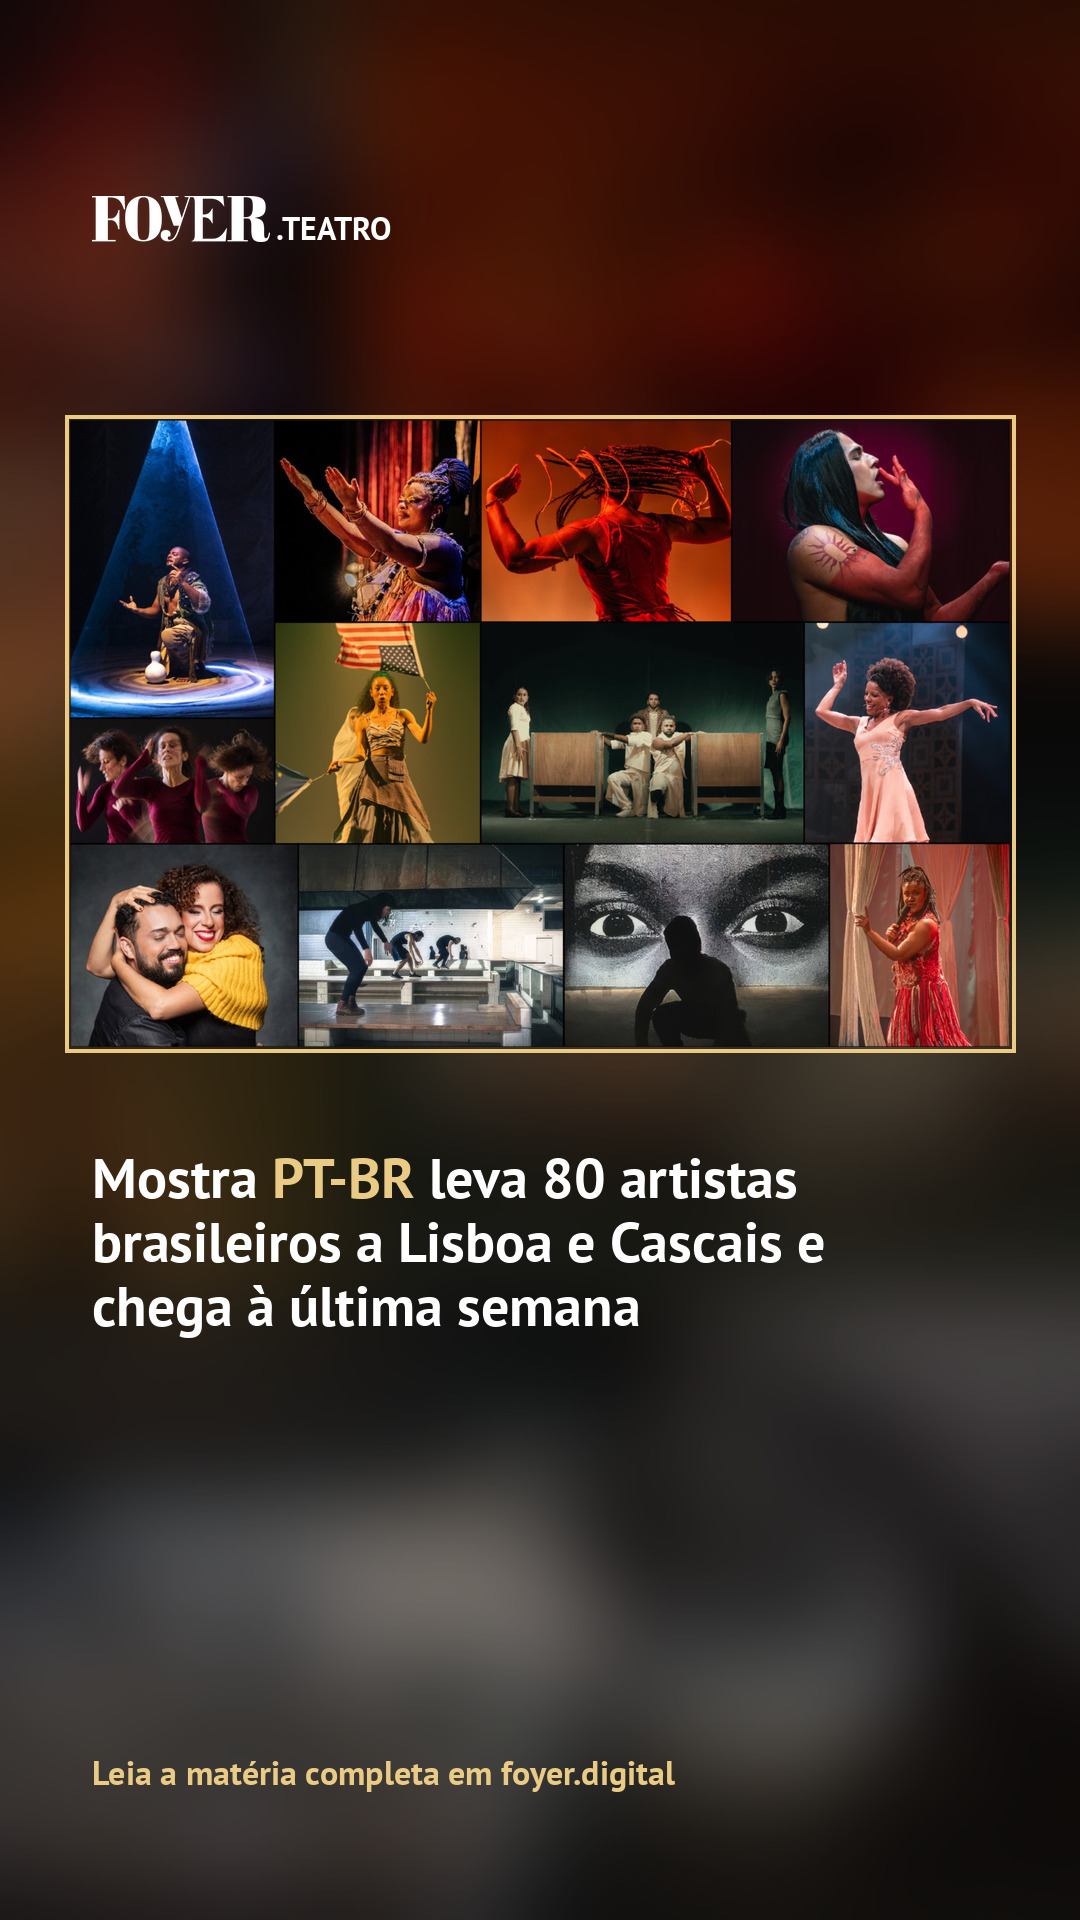 FOYER .TEATRO
Mostra PT-BR leva 80 artistas
brasileiros a Lisboa e Cascais e
chega à última semana
Leia a matéria completa em foyer.digital